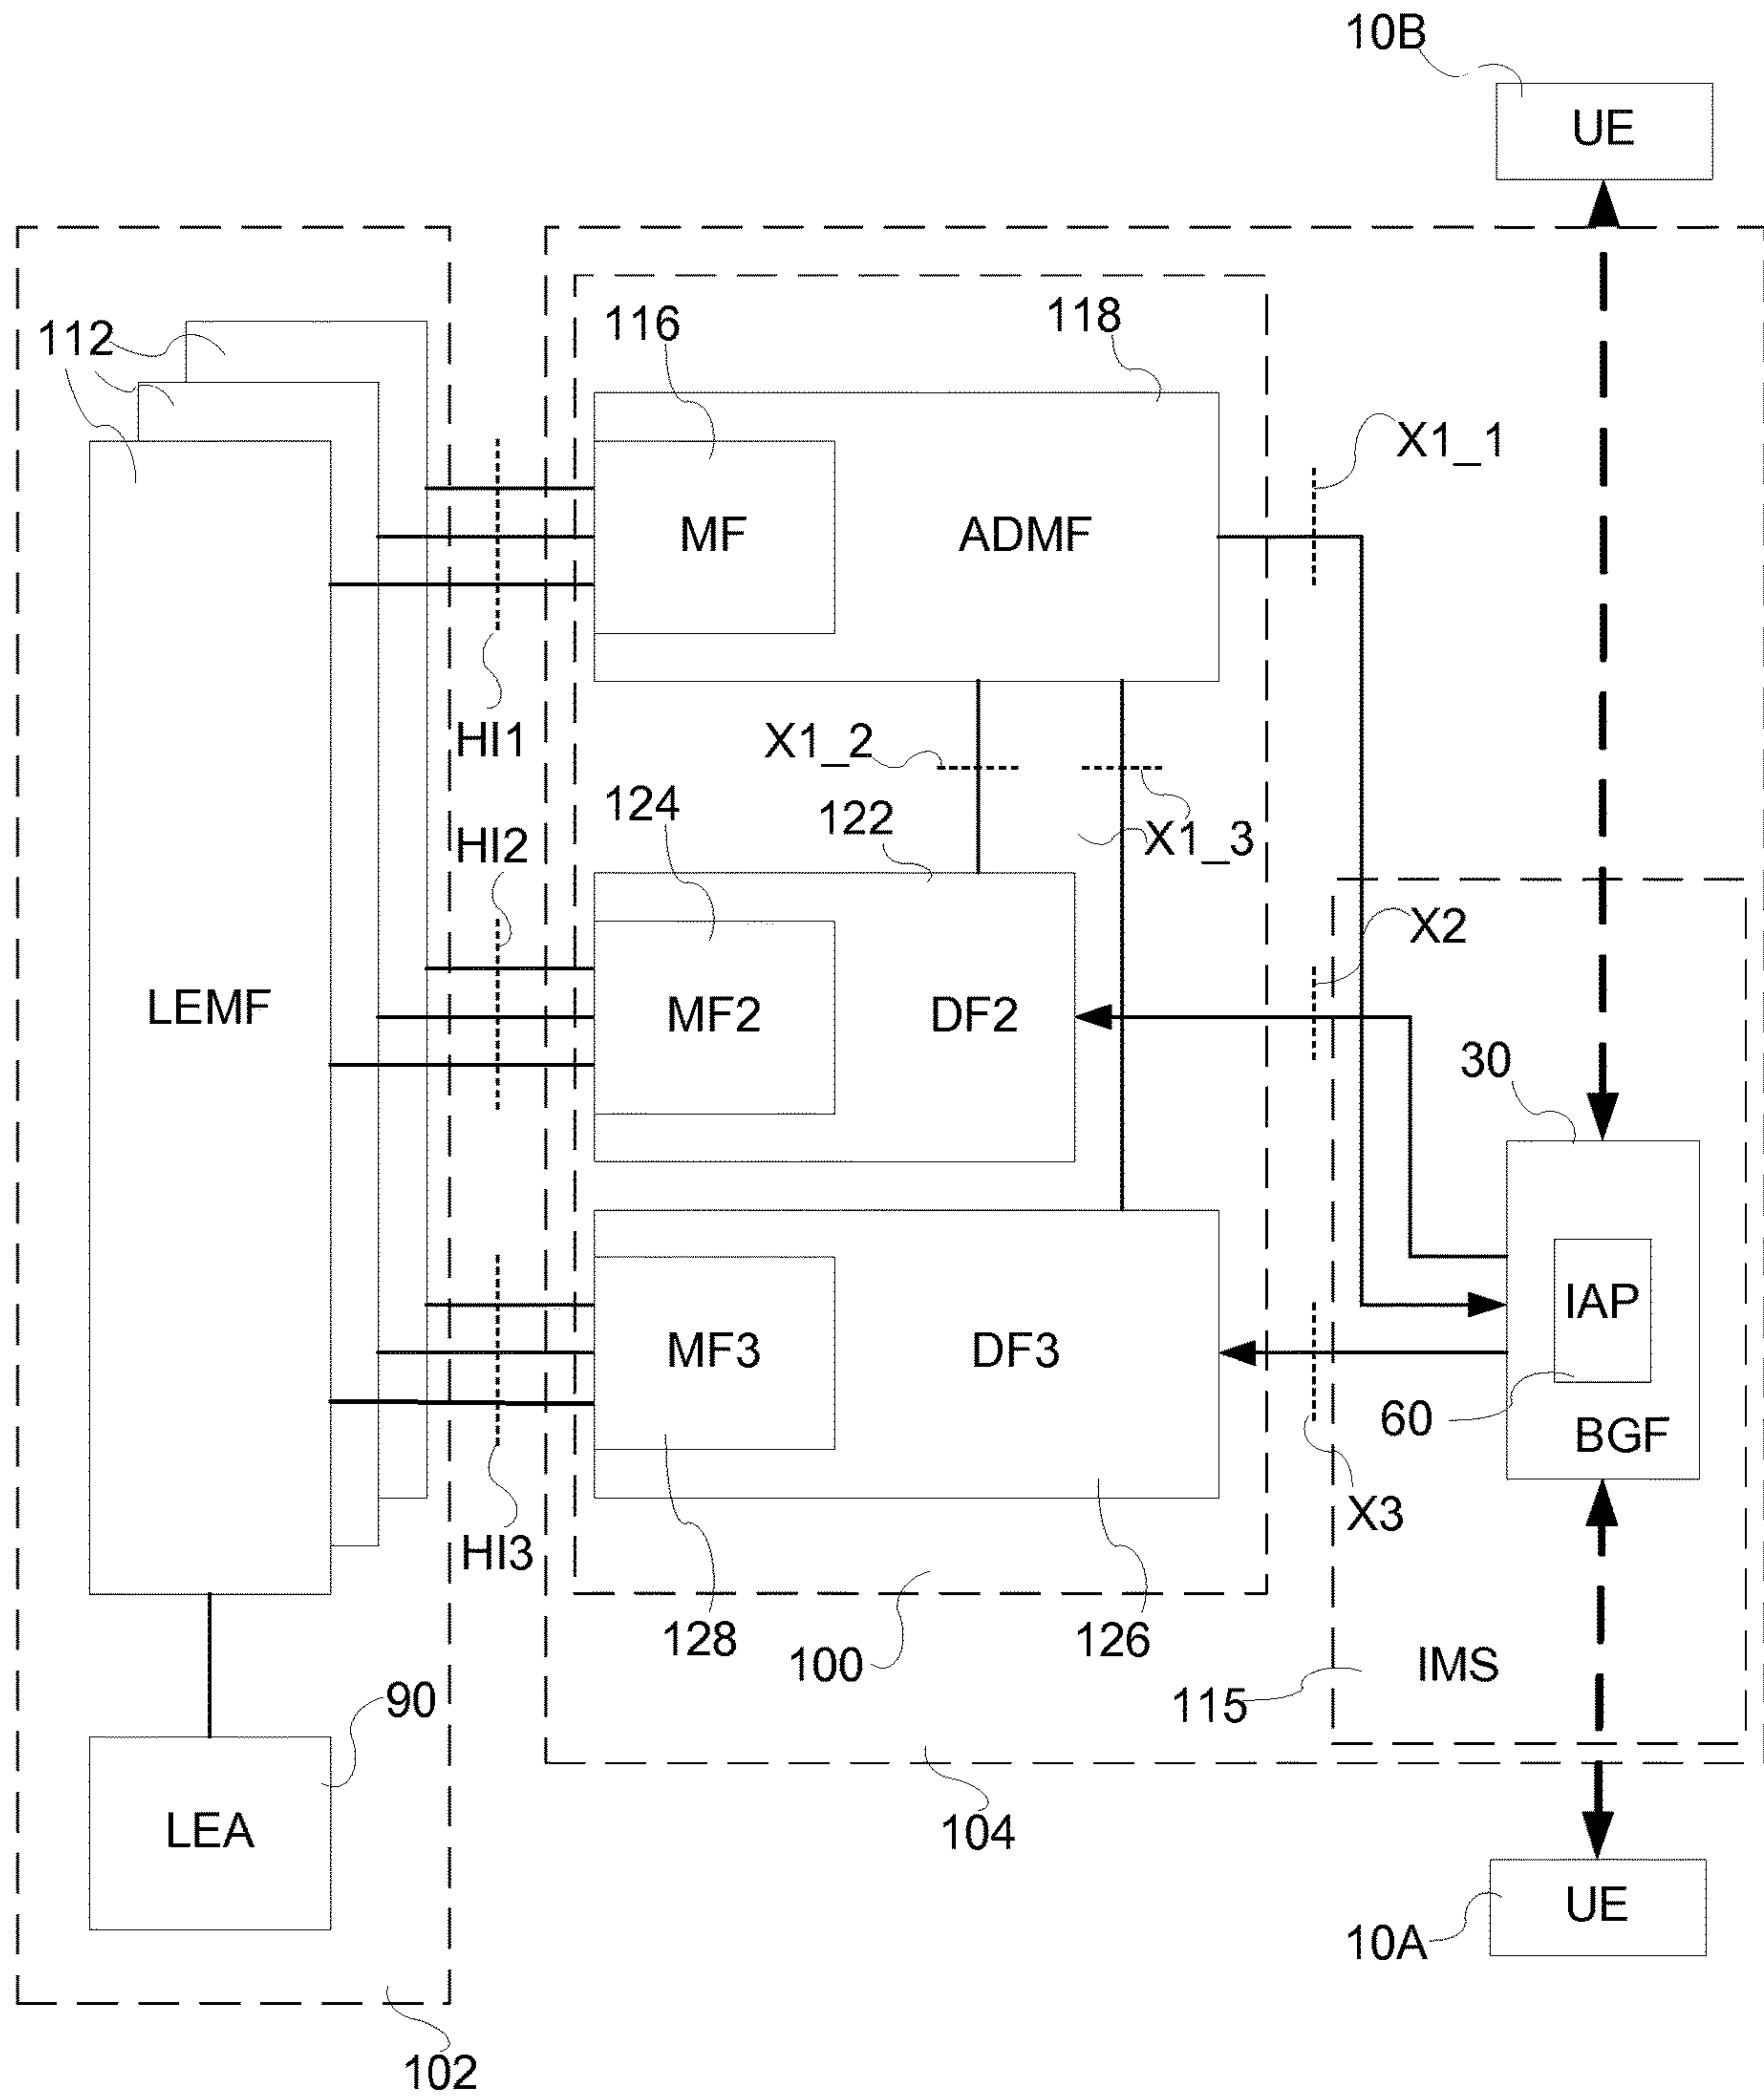 10B
UE
112
116
118
X1_1
MF
ADMF
HI1
X1_2
X1_3
124
122
HI2
X2
LEMF
MF2
DF2
30
IAP
MF3
DF3
60
BGF
X3
HI3
128
126
100
IMS
115
90
LEA
104
UE
10A
102